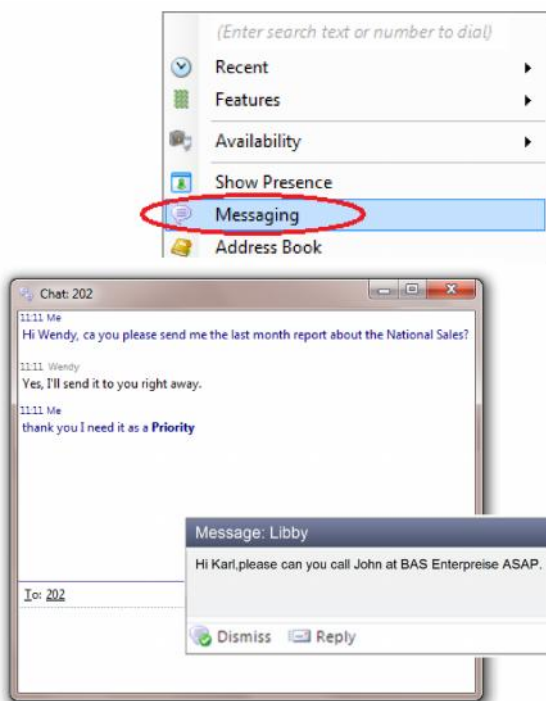 (Enter search text or number to dial)
Recent
Features
Availability
Show Presence
Messaging
Address Book
Chat: 202
11:11 Me
Hi Wendy, ca you please send me the last month report about the National Sales?
11:11 Wendy
Yes, I'll send it to you right away.
11:11 Me
thank you I need it as a Priority
Message: Libby
Hi Karl,please can you call John at BAS Enterpreise ASAP.
To: 202
Dismiss Reply